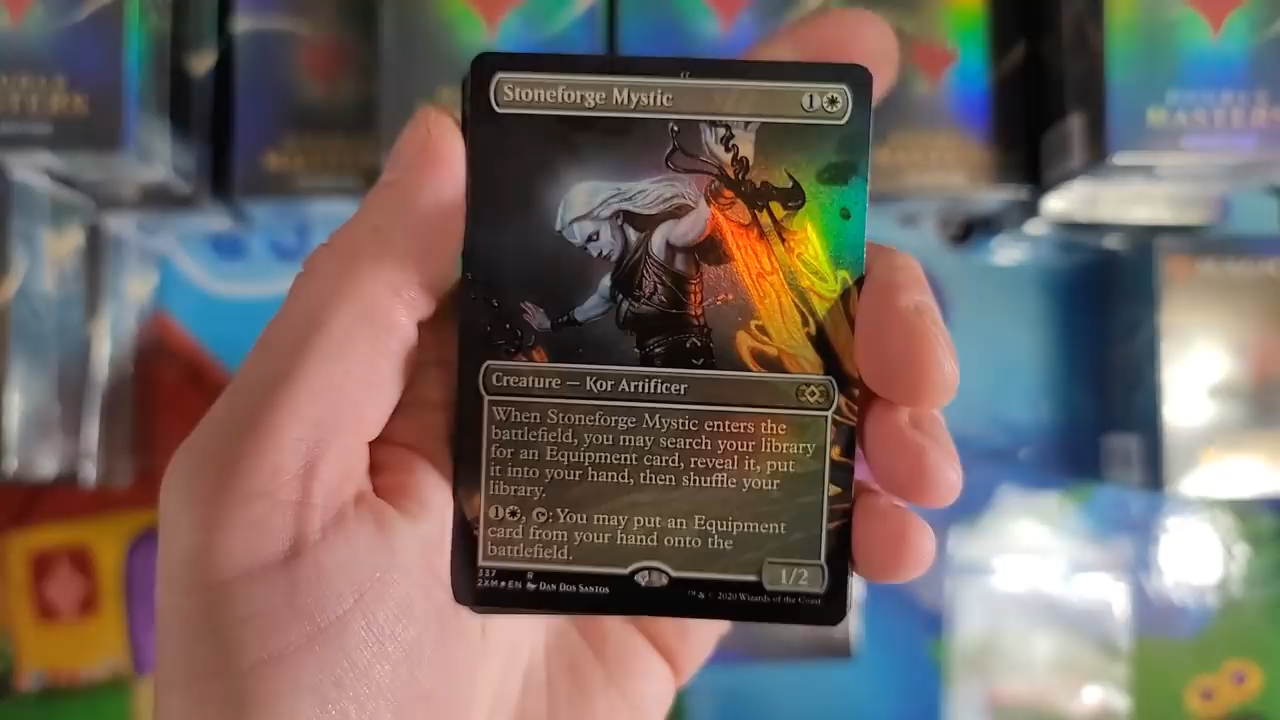 Stoneforge Mystic 1
Creature — Kor Artificer
When Stoneforge Mystic enters the
battlefield, you may search your library
for an Equipment card, reveal it, put
it into your hand, then shuffle your
library.
1, : You may put an Equipment
card from your hand onto the
battlefield.
1/2
337 R
2XM ★ EN Dan Dos Santos
™ & © 2020 Wizards of the Coast
MASTERS